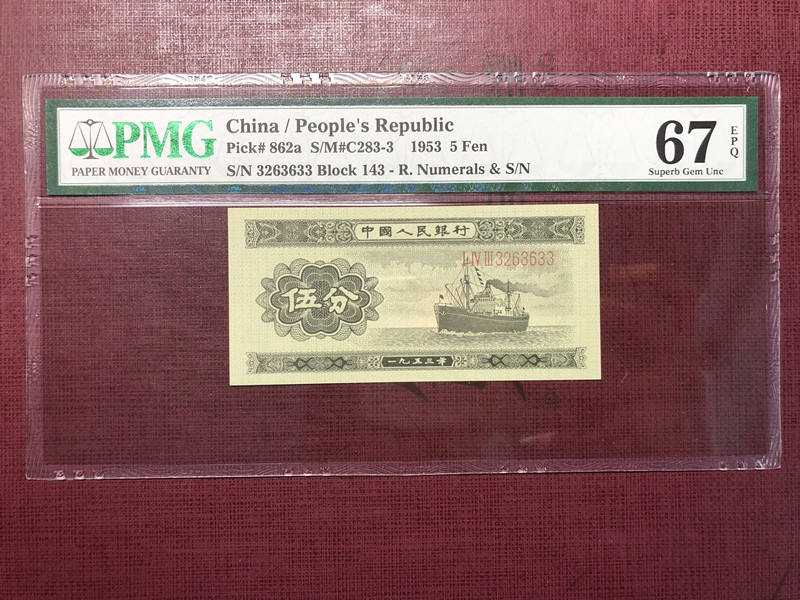 PMG
PAPER MONEY GUARANTY
China / People's Republic
Pick# 862a S/M#C283-3 1953 5 Fen
S/N 3263633 Block 143 - R. Numerals & S/N
67
EPQ
Superb Gem Unc
中國人民銀行
I IV III 3263633
伍分
一九五三年